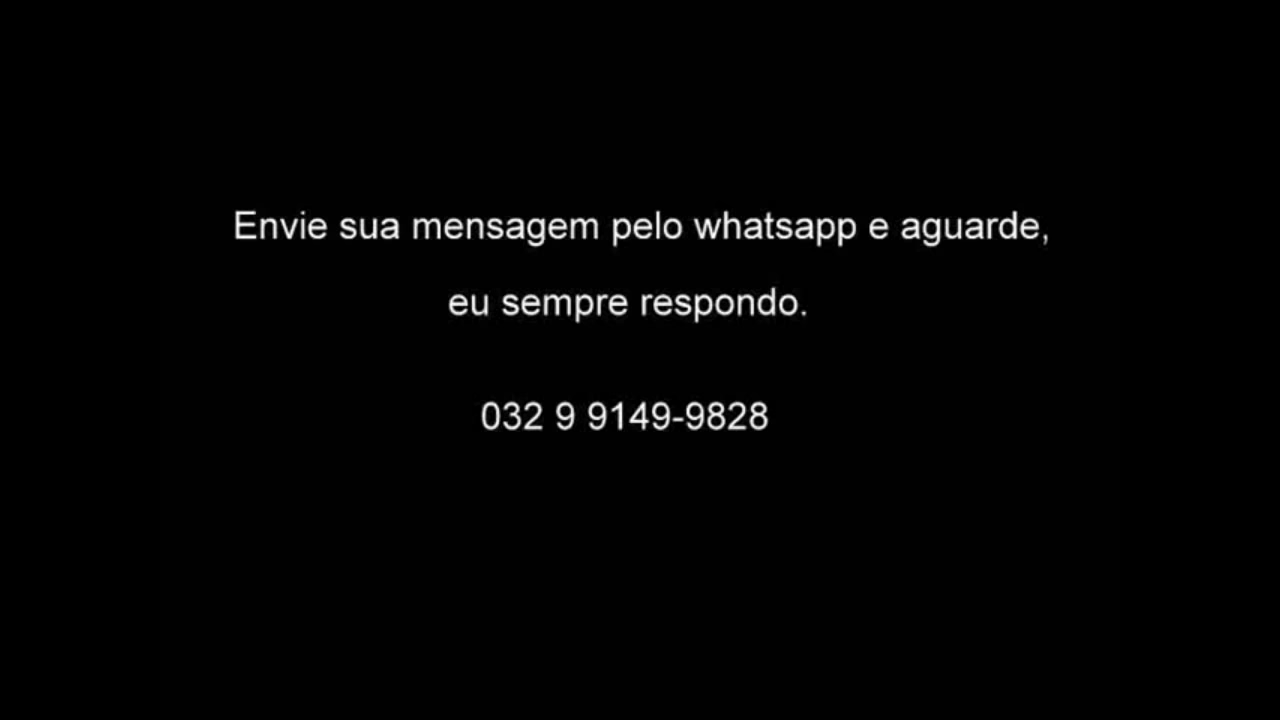 Envie sua mensagem pelo whatsapp e aguarde,
eu sempre respondo.
032 9 9149-9828